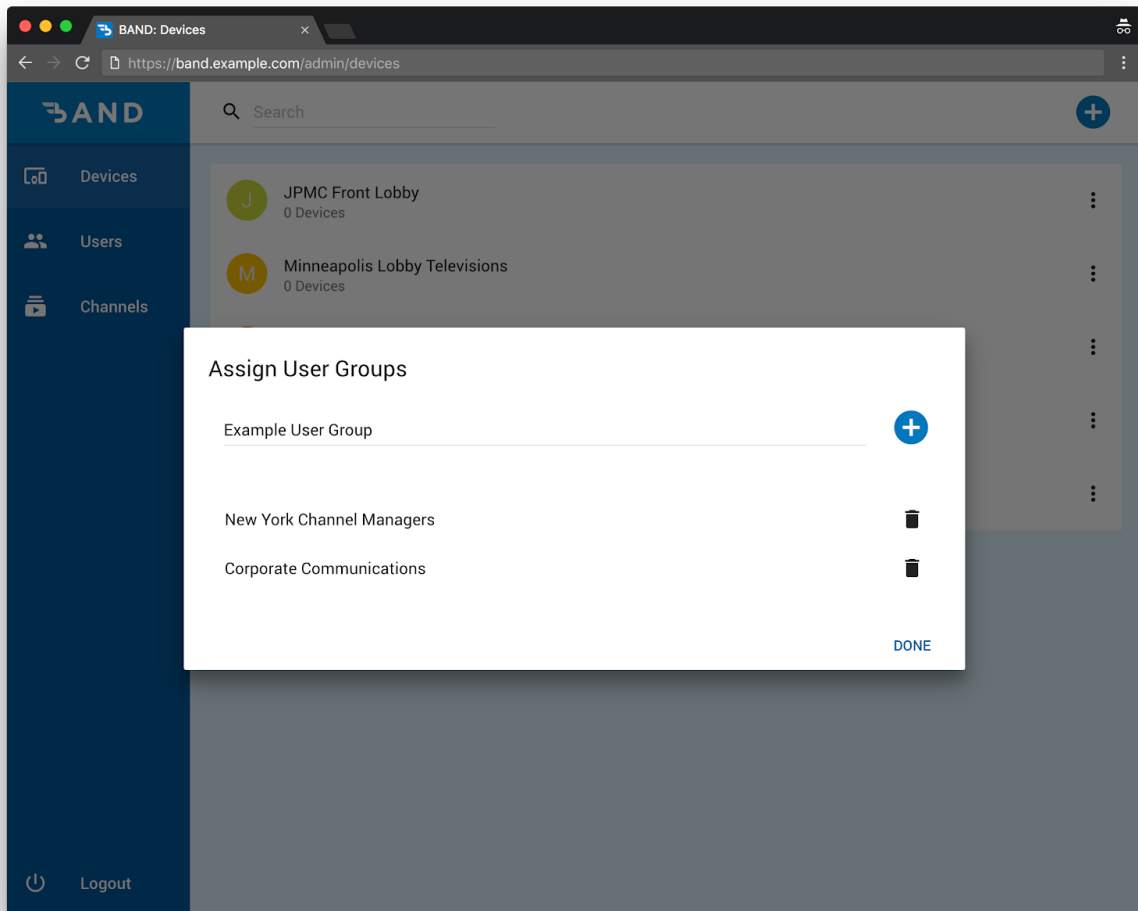 BAND: Devices
https://band.example.com/admin/devices
BAND
Search
Devices
Users
Channels
J
JPMC Front Lobby
0 Devices
M
Minneapolis Lobby Televisions
0 Devices
Assign User Groups
Example User Group
New York Channel Managers
Corporate Communications
DONE
Logout